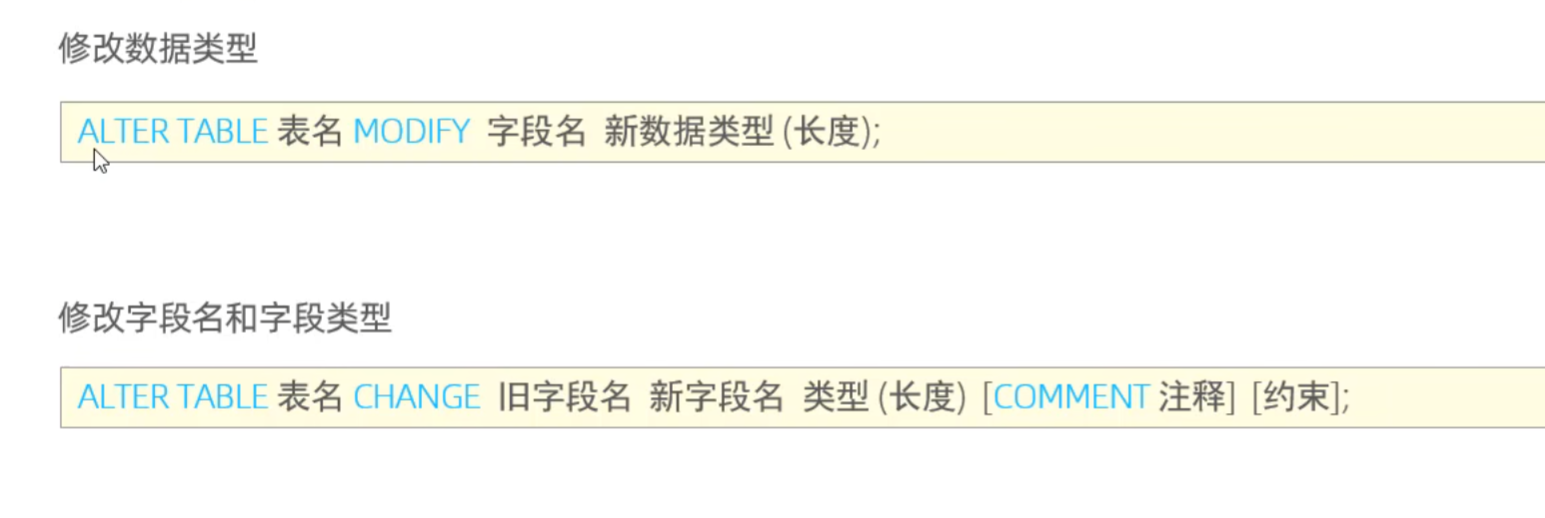 修改数据类型
ALTER TABLE 表名 MODIFY 字段名 新数据类型 (长度);
修改字段名和字段类型
ALTER TABLE 表名 CHANGE 旧字段名 新字段名 类型 (长度) [COMMENT 注释] [约束];